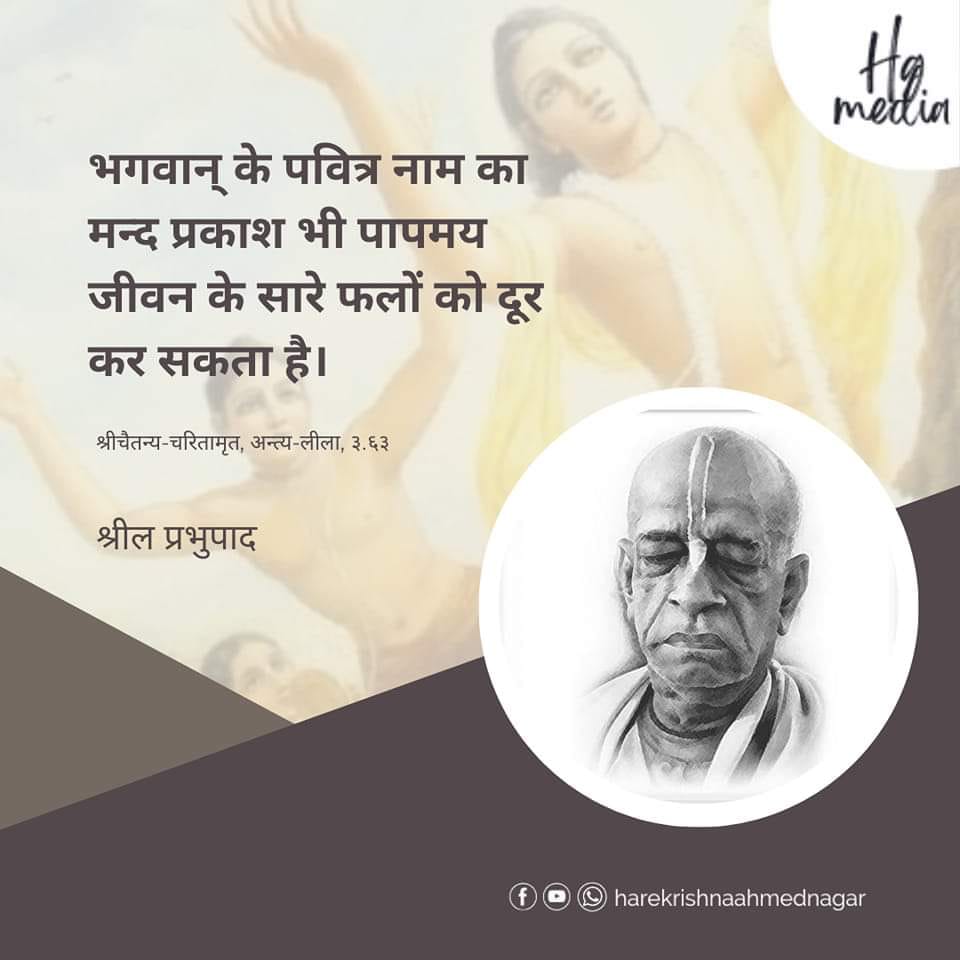 Hg
media
भगवान् के पवित्र नाम का
मन्द प्रकाश भी पापमय
जीवन के सारे फलों को दूर
कर सकता है।
श्रीचैतन्य-चरितामृत, अन्त्य-लीला, ३.६३
श्रील प्रभुपाद
harekrishnaahmednagar